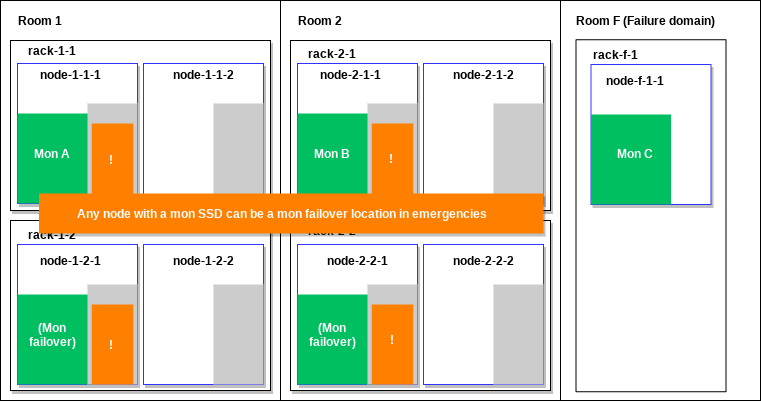 Room 1
Room 2
Room F (Failure domain)
rack-1-1
rack-2-1
rack-f-1
node-1-1-1
node-1-1-2
node-2-1-1
node-2-1-2
node-f-1-1
Mon A
!
Mon B
!
Mon C
Any node with a mon SSD can be a mon failover location in emergencies
rack-1-2
rack-2-2
node-1-2-1
node-1-2-2
node-2-2-1
node-2-2-2
(Mon
failover)
!
(Mon
failover)
!